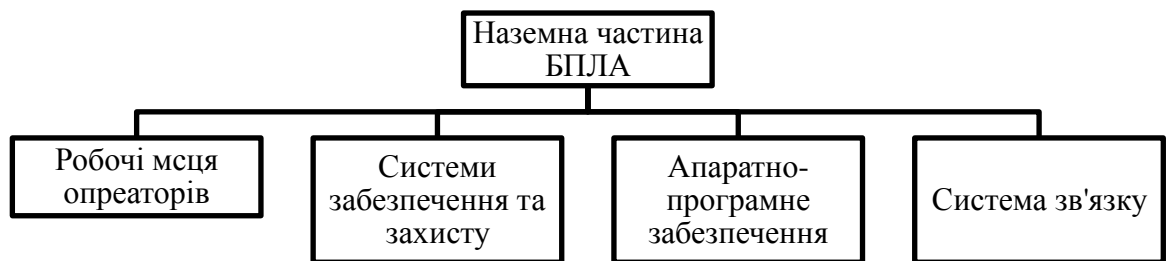 Наземна частина
БПЛА
Робочі мсця
опреаторів
Системи
забезпечення та
захисту
Апаратно-
програмне
забезпечення
Система зв'язку